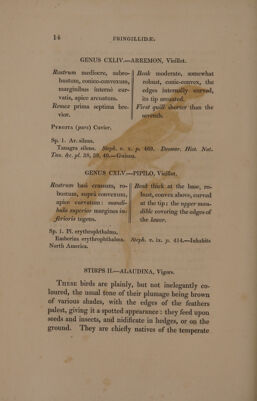 14 FRINGILLIDÆ.
GENUS CXLIV.—ARREMON, Vieillot.
Rostrum mediocre, subro-
bustum, conico-convexum,
marginibus internè cur-
vatis, apice arcuatum.
Remex prima septima bre-
vior.
Beak moderate, somewhat
robust, conic-convex, the
edges internally curved,
its tip arcuated.
First quill shorter than the
seventh.
PYROTA (pars) Cuvier.
Sp. 1. Ar. silens.
Tanagra silens. Steph. v. x. p. 469. Desmar. Hist. Nat.
Tan. &c. pl. 38, 39, 40.—Guiana.
GENUS CXLV.—PIPILO, Vieillot.
Rostrum basi crassum, ro-
bustum, supra convexum,
apice curvatum: mandi-
bula superior margines in-
ferioris tegens.
Beak thick at the base, ro-
bust, convex above, curved
at the tip: the upper man-
dible covering the edges of
the lower.
Sp. 1. Pi. erythrophthalma.
Emberiza erythrophthalma. Steph. v. ix. p. 414.—Inhabits
North America.
STIRPS II.—ALAUDINA, Vigors.
THESE birds are plainly, but not inelegantly co-
loured, the usual tone of their plumage being brown
of various shades, with the edges of the feathers
palest, giving it a spotted appearance: they feed upon
seeds and insects, and nidificate in hedges, or on the
ground. They are chiefly natives of the temperate